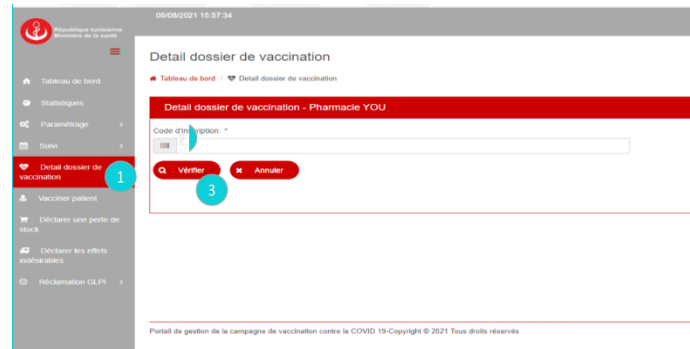 05/08/2021 15:57:34
République tunisienne
Ministère de la santé
Detail dossier de vaccination
Tableau de bord / Detail dossier de vaccination
Tableau de bord
Statistiques
Paramétrage >
Suivi >
Detail dossier de
vaccination
1
Vacciner patient
Déclarer une perte de
stock
Déclarer les effets
indésirables
Réclamation GLPI >
Detail dossier de vaccination - Pharmacie YOU
Code d'inscription: *
Vérifier
Annuler
3
Portail de gestion de la campagne de vaccination contre la COVID 19-Copyright © 2021 Tous droits réservés